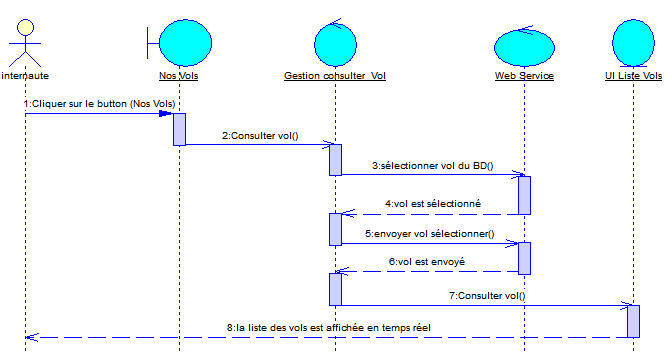 internaute
Nos Vols
Gestion consulter Vol
Web Service
UI Liste Vols
1:Cliquer sur le button (Nos Vols)
2:Consulter vol()
3:sélectionner vol du BD()
4:vol est sélectionné
5:envoyer vol sélectionner()
6:vol est envoyé
7:Consulter vol()
8:la liste des vols est affichée en temps réel